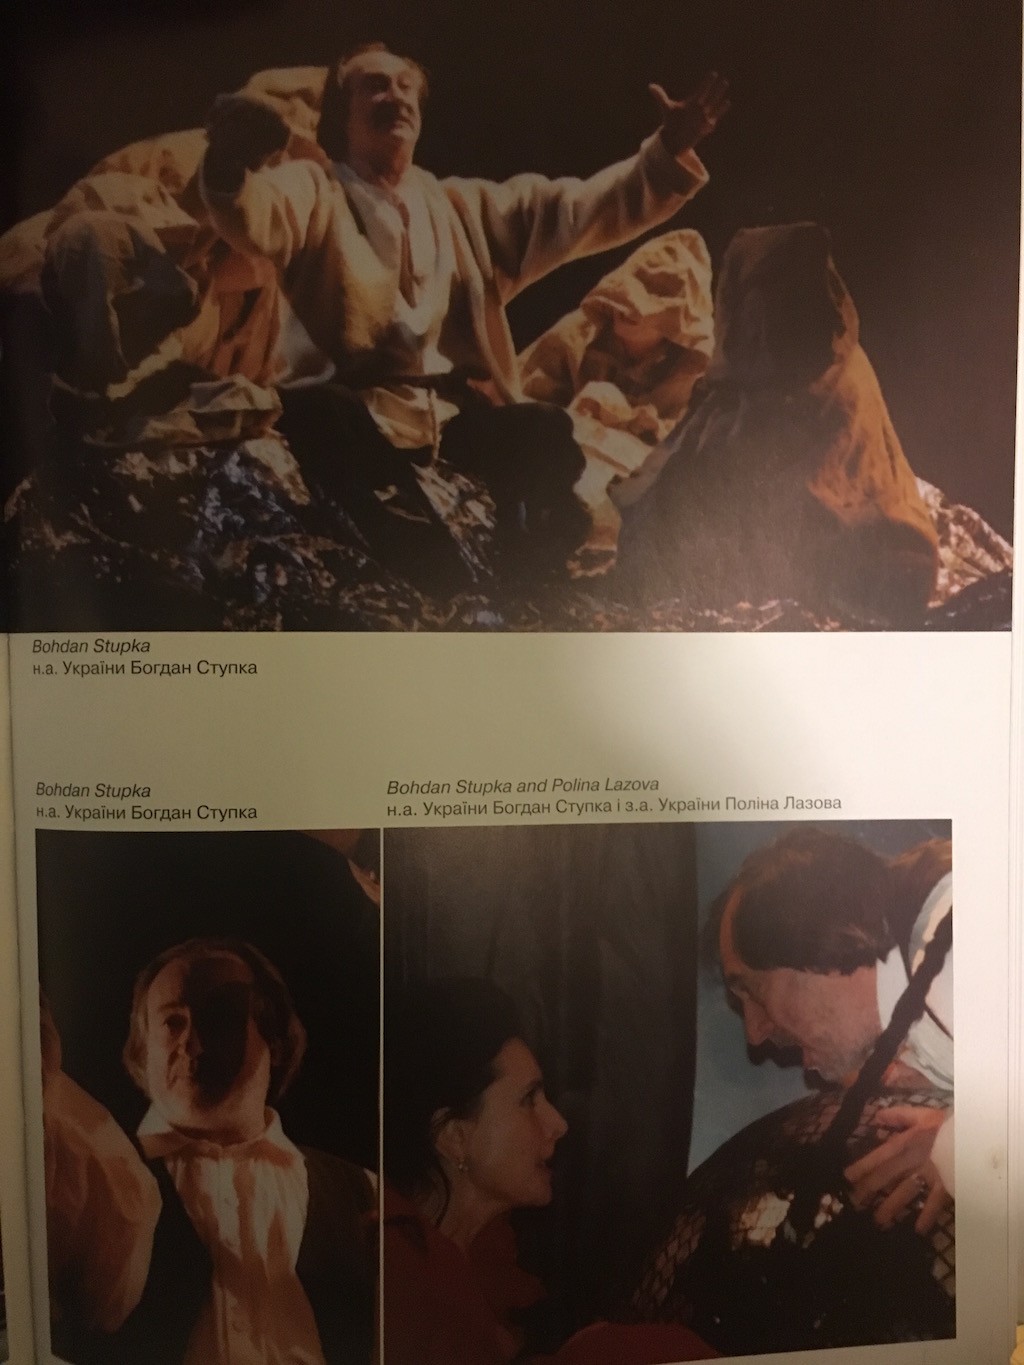 Bohdan Stupka
н.а. України Богдан Ступка
Bohdan Stupka
н.а. України Богдан Ступка
Bohdan Stupka and Polina Lazova
н.а. України Богдан Ступка і з.а. України Поліна Лазова